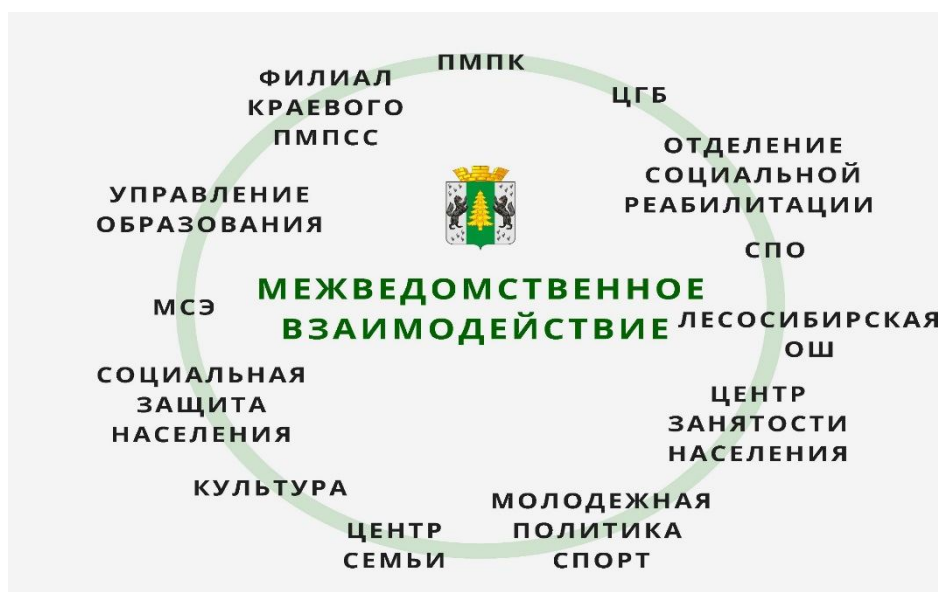 ПМПК
ФИЛИАЛ
КРАЕВОГО
ПМПСС
ЦГБ
ОТДЕЛЕНИЕ
СОЦИАЛЬНОЙ
РЕАБИЛИТАЦИИ
УПРАВЛЕНИЕ
ОБРАЗОВАНИЯ
СПО
МЕЖВЕДОМСТВЕННОЕ
ВЗАИМОДЕЙСТВИЕ
МСЭ
ЛЕСОСИБИРСКАЯ
ОШ
СОЦИАЛЬНАЯ
ЗАЩИТА
НАСЕЛЕНИЯ
ЦЕНТР
ЗАНЯТОСТИ
НАСЕЛЕНИЯ
КУЛЬТУРА
ЦЕНТР
СЕМЬИ
МОЛОДЕЖНАЯ
ПОЛИТИКА
СПОРТ